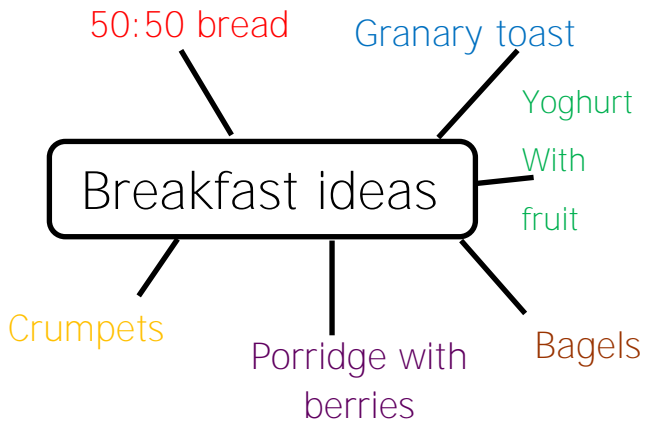 50:50 bread
Granary toast
Yoghurt
With
fruit
Breakfast ideas
Crumpets
Porridge with
berries
Bagels